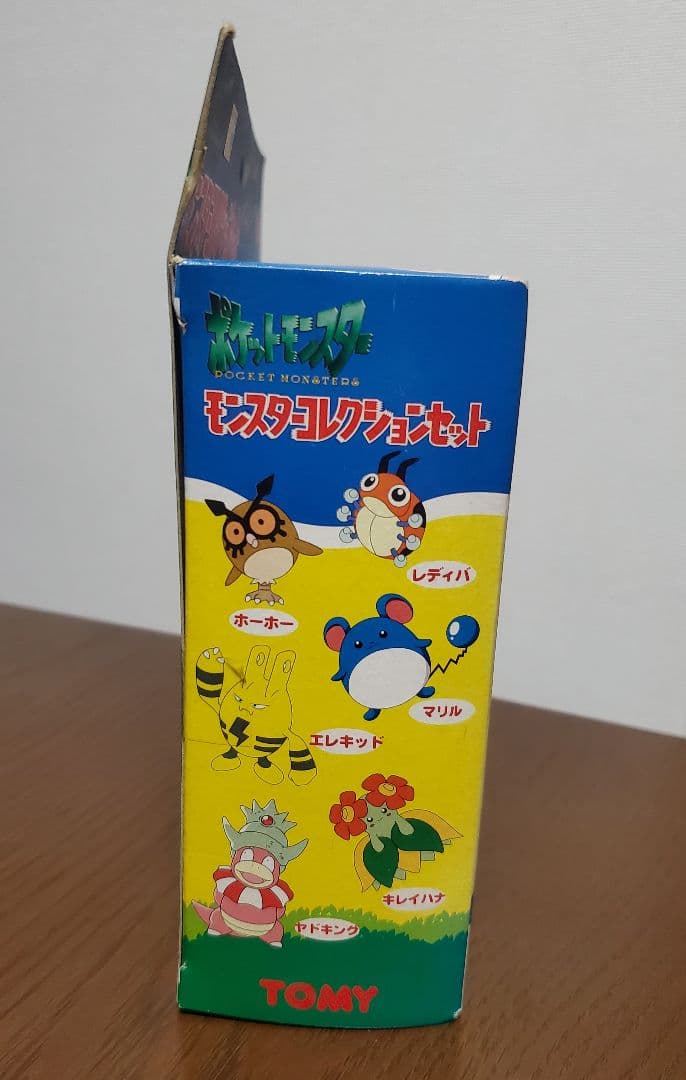 ポケットモンスター
POCKET MONSTERS
モンスターコレクションセット
レディバ
ホーホー
マリル
エレキッド
キレイハナ
ヤドキング
TOMY